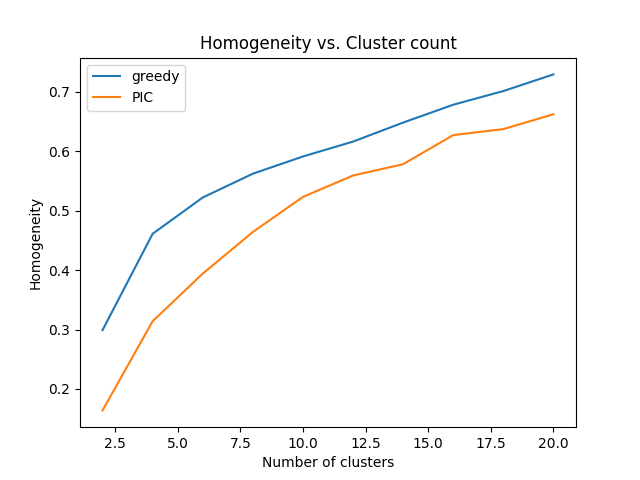 Homogeneity vs. Cluster count
greedy
PIC
Homogeneity
0.7
0.6
0.5
0.4
0.3
0.2
2.5 5.0 7.5 10.0 12.5 15.0 17.5 20.0
Number of clusters